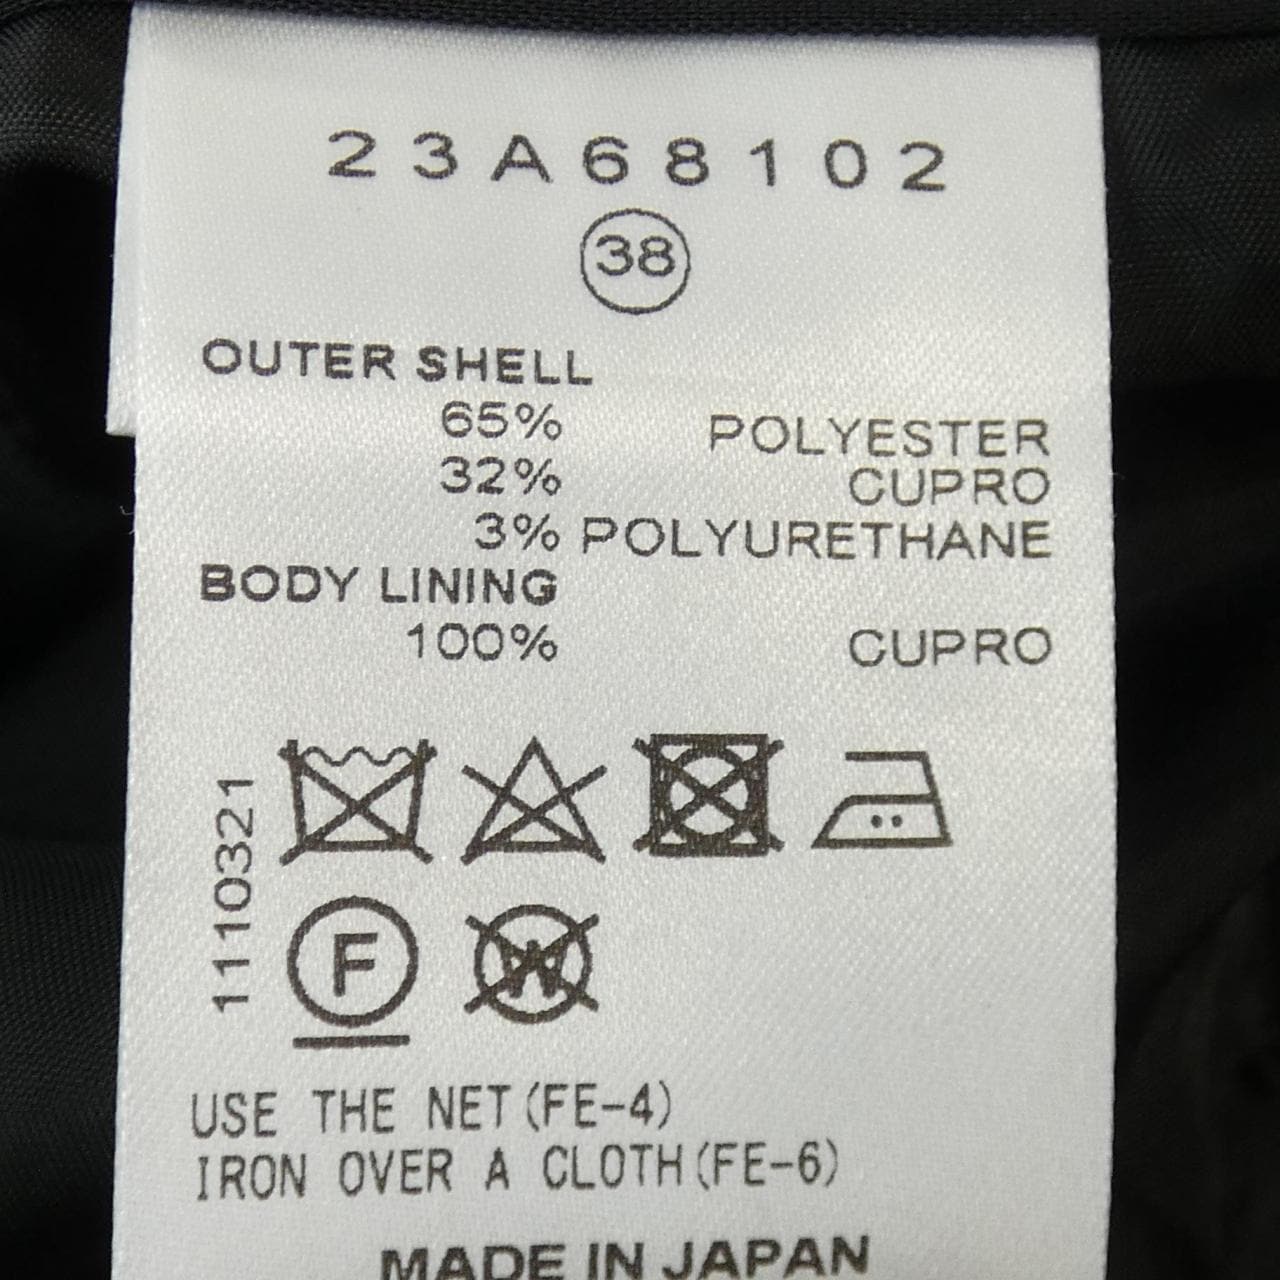 23A68102
38
OUTER SHELL
65% POLYESTER
32% CUPRO
3% POLYURETHANE
BODY LINING
100% CUPRO
1110321
F
W
USE THE NET(FE-4)
IRON OVER A CLOTH(FE-6)
MADE IN JAPAN